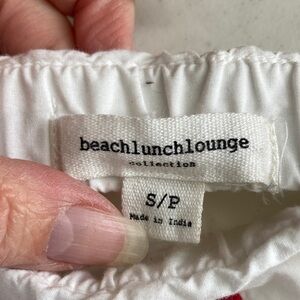 beachlunchlounge
collection
S/P
Made in India